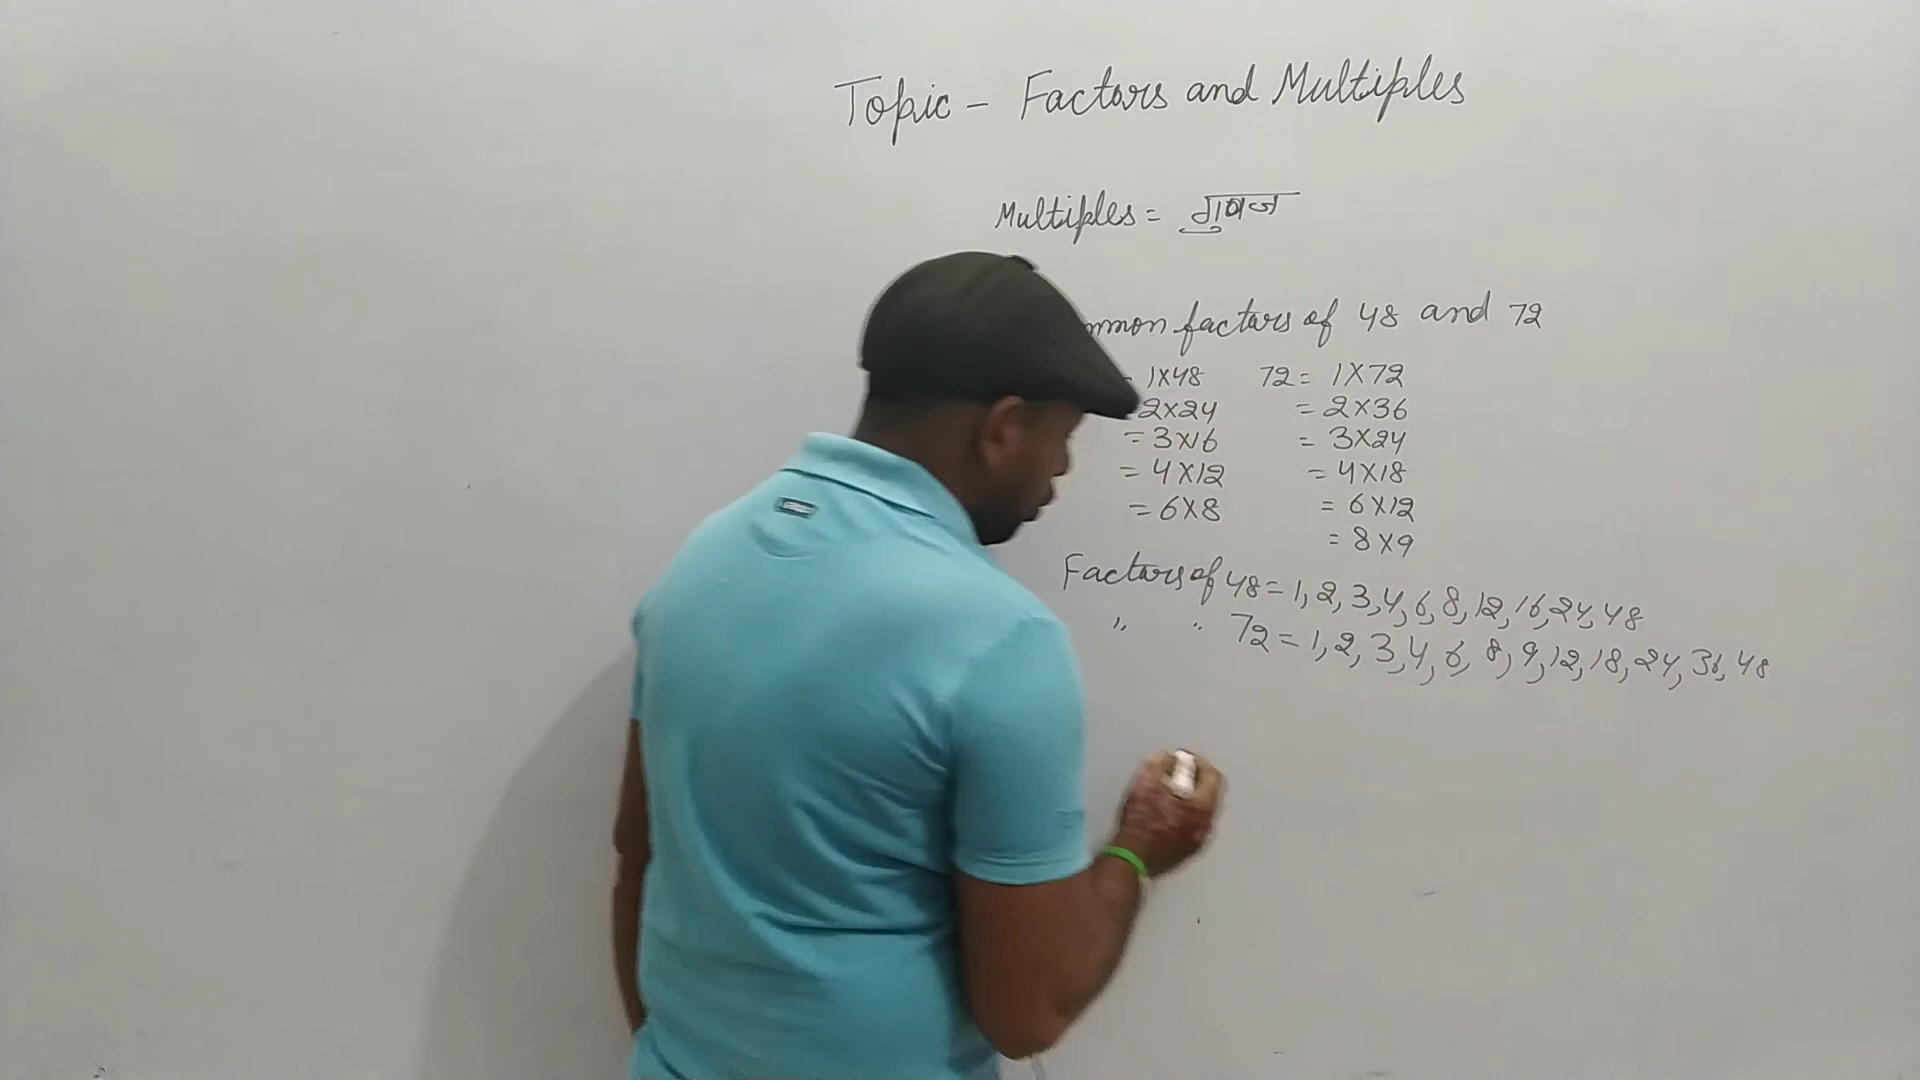 Topic - Factors and Multiples
Multiples = गुणज
mmon factors of 48 and 72
= 1X48 72 = 1X72
= 2X24 = 2X36
= 3X16 = 3X24
= 4X12 = 4X18
= 6X8 = 6X12
= 8X9
Factors of 48 = 1, 2, 3, 4, 6, 8, 12, 16, 24, 48
" " 72 = 1, 2, 3, 4, 6, 8, 9, 12, 18, 24, 36, 48